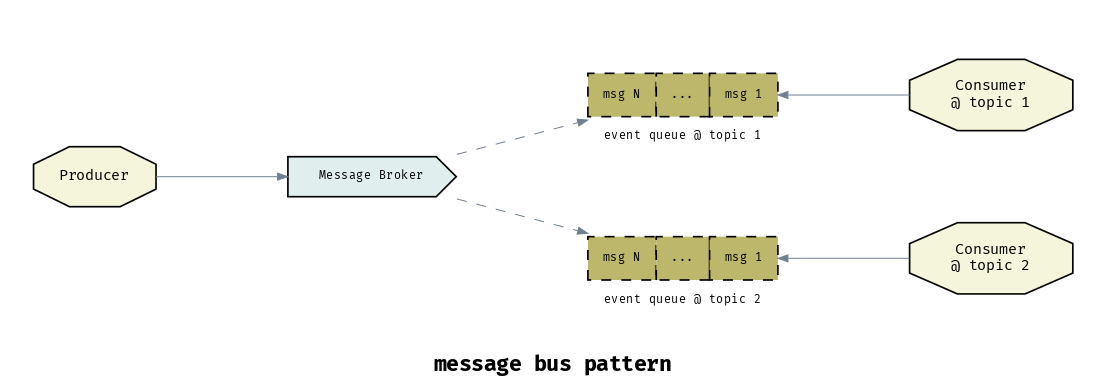 Producer
Message Broker
msg N ... msg 1
event queue @ topic 1
Consumer
@ topic 1
msg N ... msg 1
event queue @ topic 2
Consumer
@ topic 2
message bus pattern